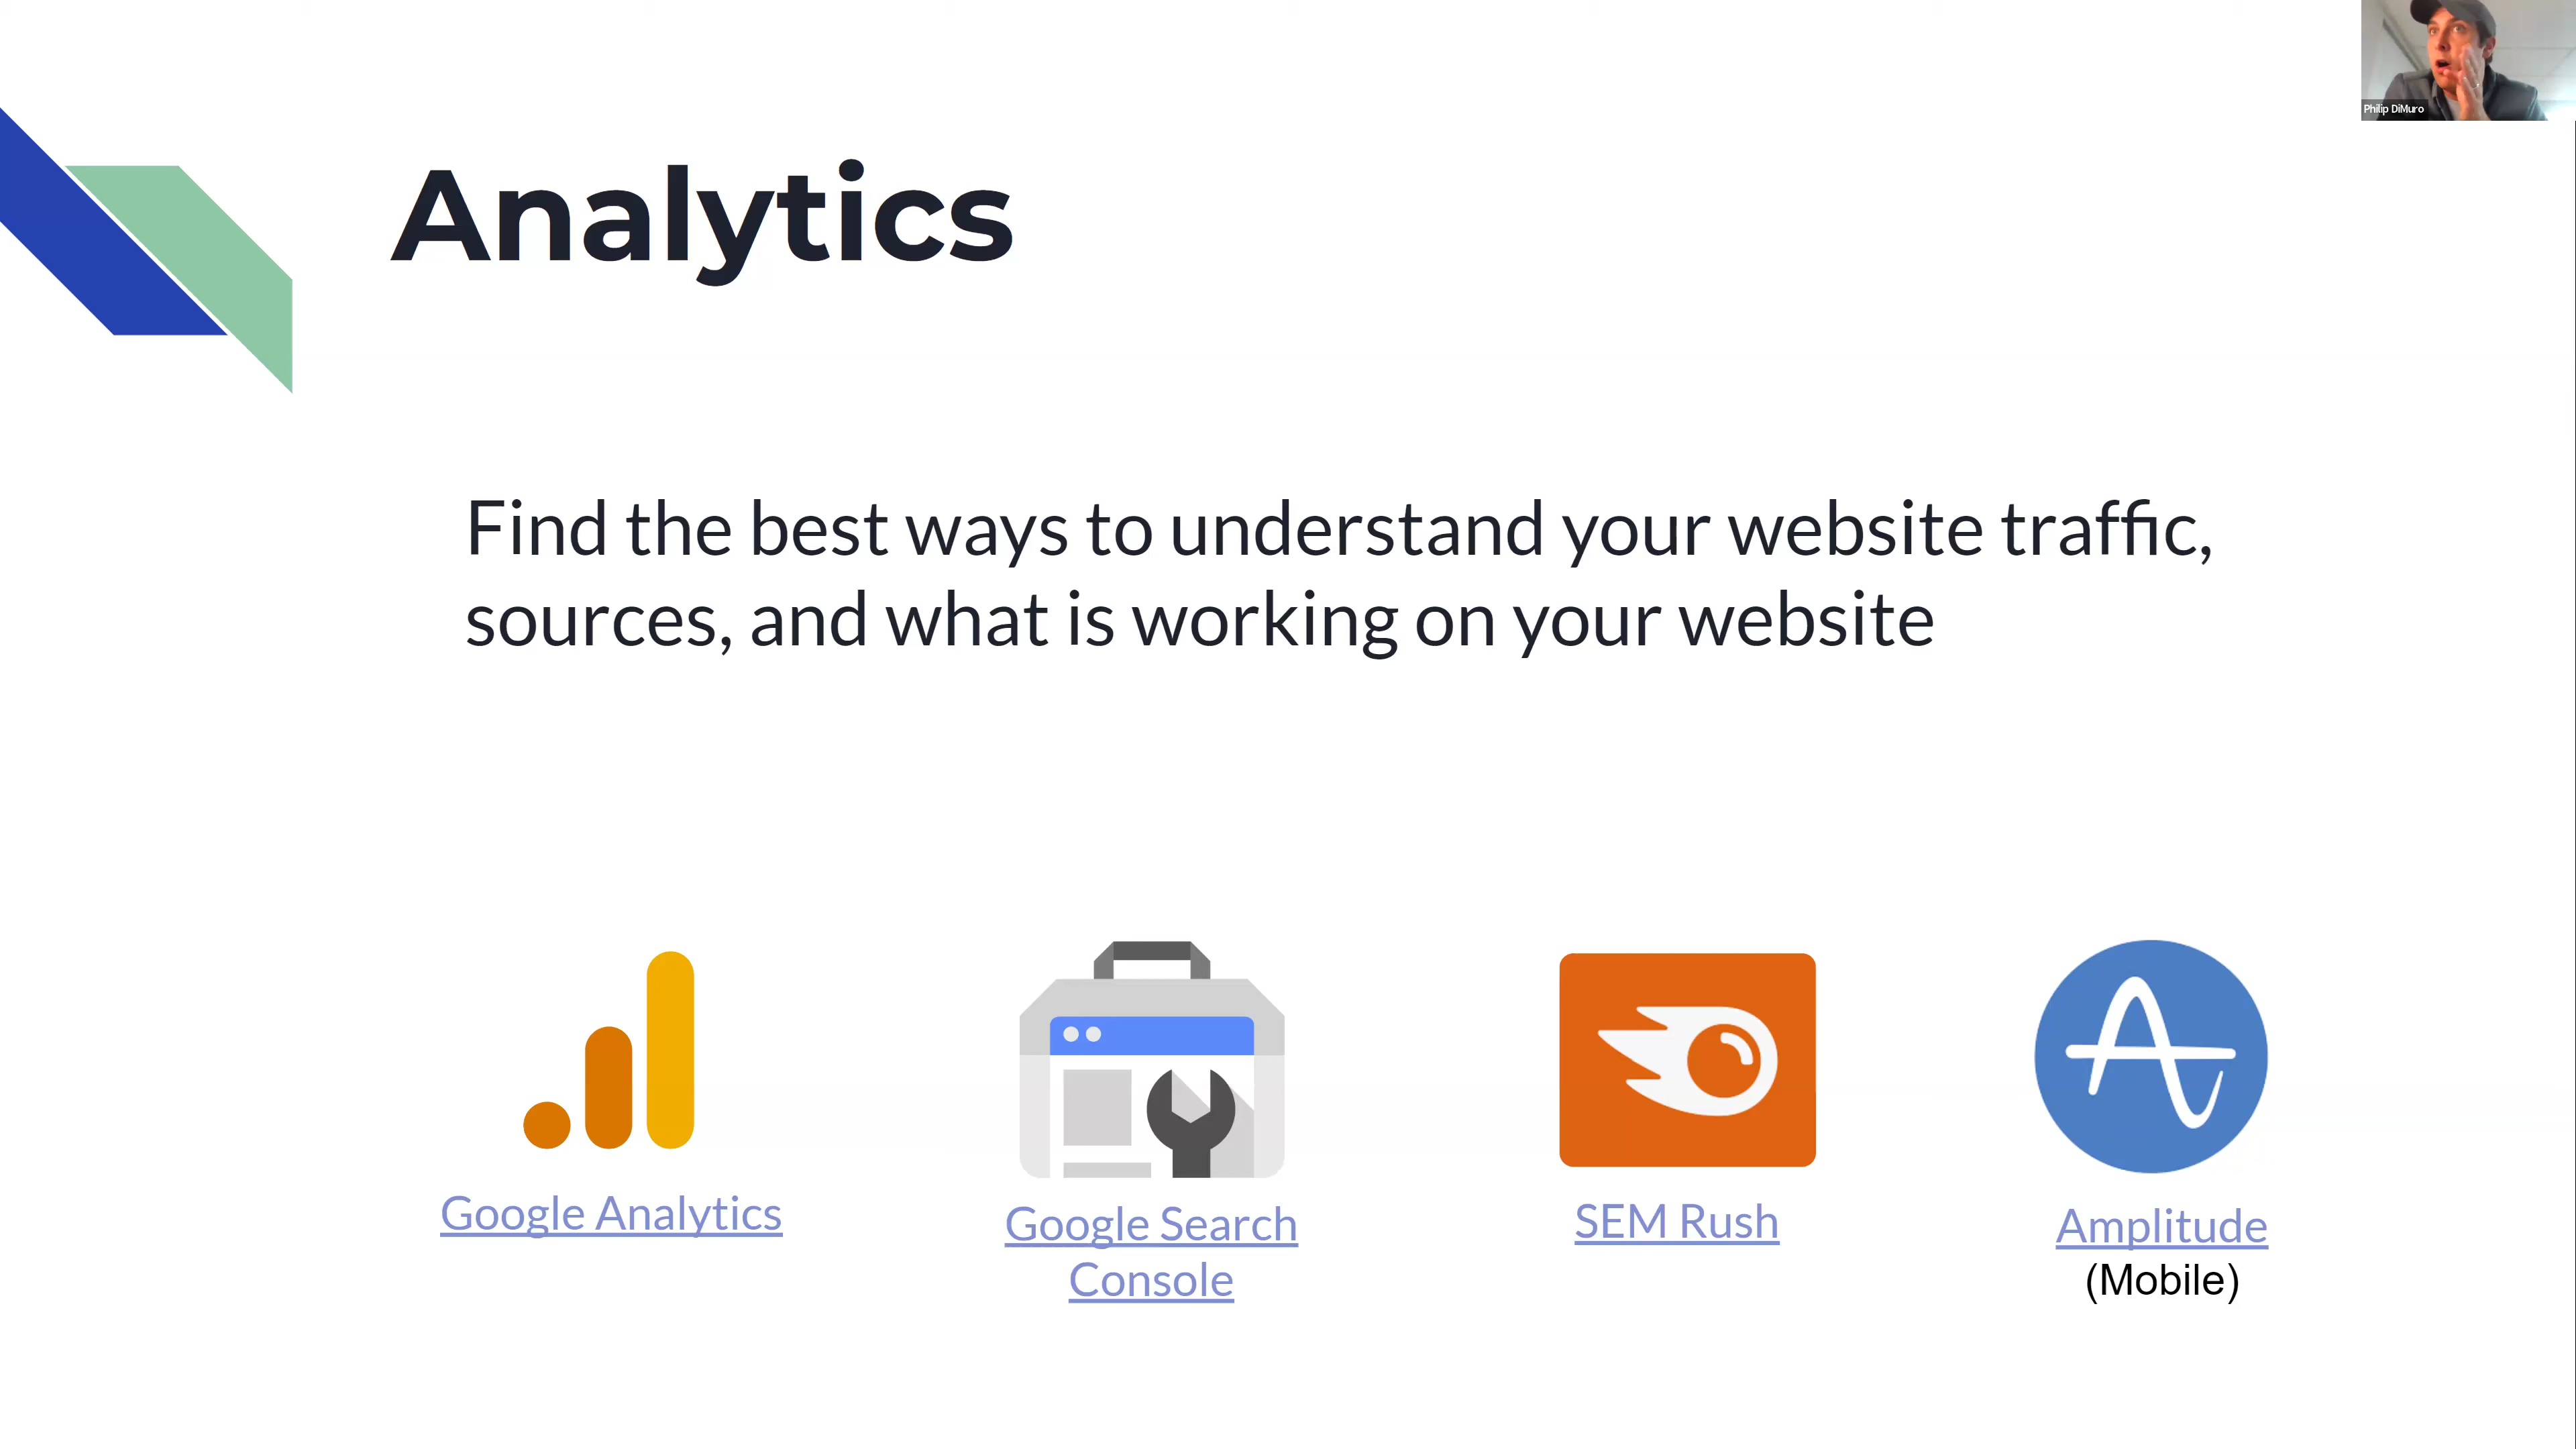 Philip DiMuro
Analytics
Find the best ways to understand your website traffic,
sources, and what is working on your website
Google Analytics
Google Search
Console
SEM Rush
Amplitude
(Mobile)